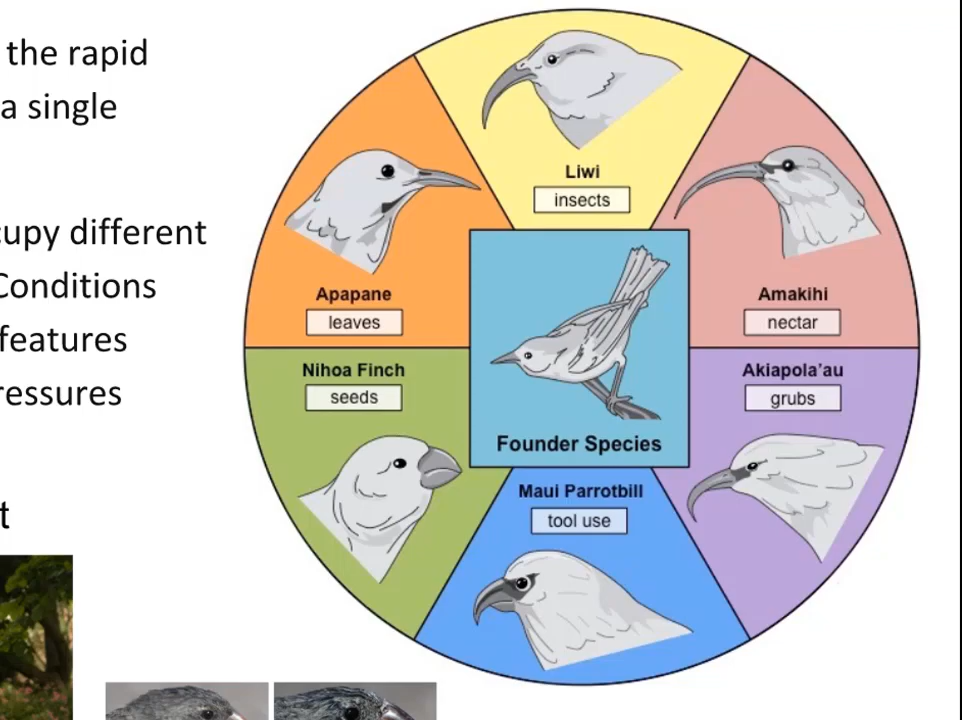 the rapid
a single
cupy different
Conditions
features
ressures
t
Liwi
insects
Apapane
leaves
Amakihi
nectar
Nihoa Finch
seeds
Akiapola'au
grubs
Founder Species
Maui Parrotbill
tool use